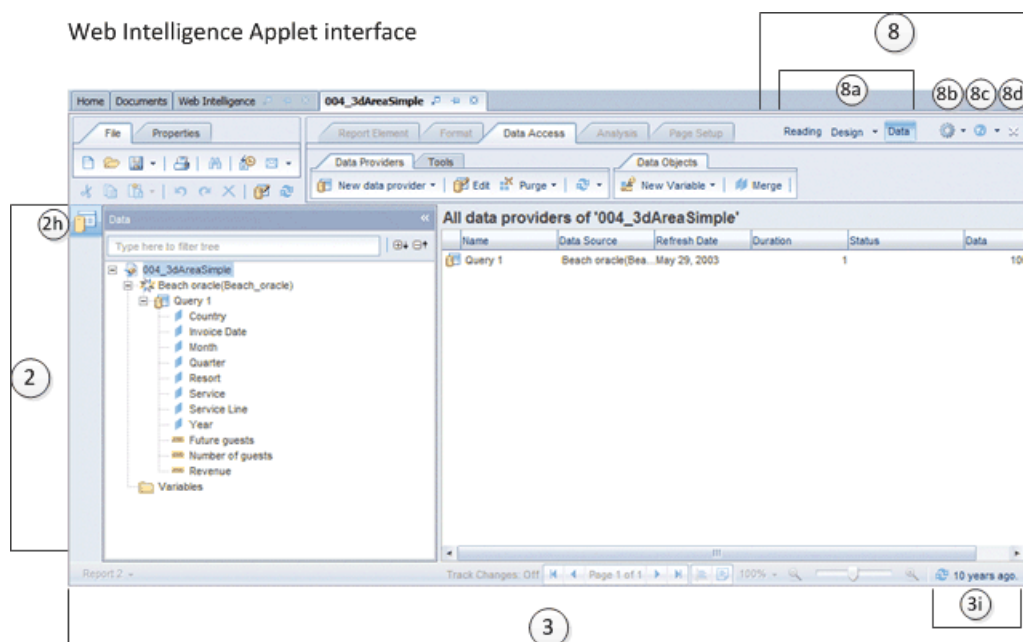 Web Intelligence Applet interface
8
8a
8b 8c 8d
Home Documents Web Intelligence 004_3dAreaSimple
File Properties Report Element Format Data Access Analysis Page Setup Reading Design Data
Data Providers Tools Data Objects
New data provider Edit Purge New Variable Merge
2h
Data
All data providers of '004_3dAreaSimple'
Type here to filter tree
Name Data Source Refresh Date Duration Status Data
Query 1 Beach oracle(Bea... May 29, 2003 1 10
004_3dAreaSimple
Beach oracle(Beach_oracle)
Query 1
Country
Invoice Date
Month
Quarter
Resort
Service
Service Line
Year
Future guests
Number of guests
Revenue
Variables
2
Report 2 Track Changes: Off Page 1 of 1 100% 10 years ago.
3i
3